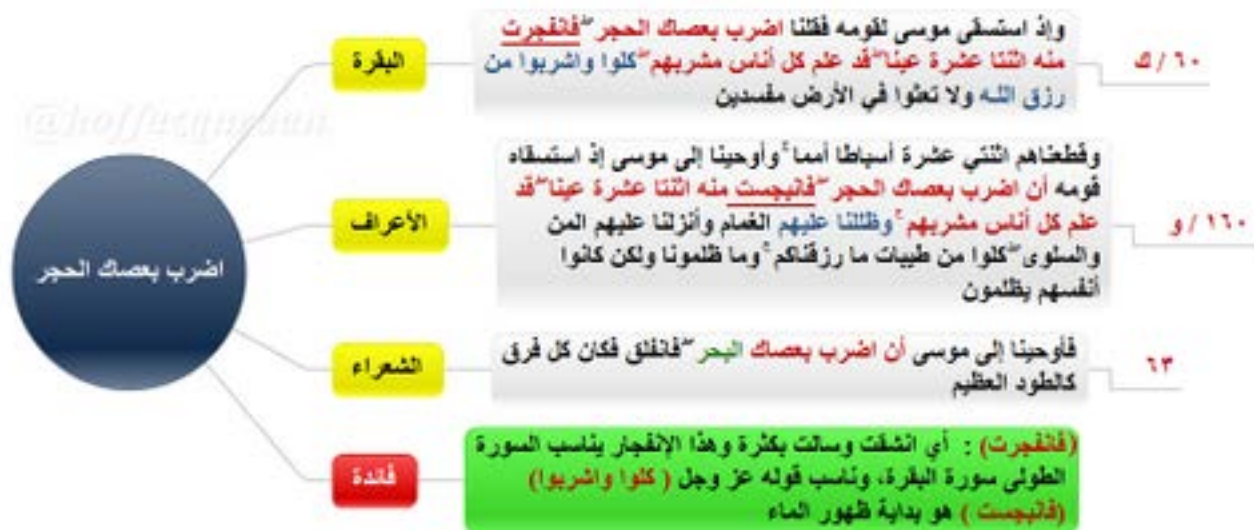 وإذ استسقى موسى لقومه فقلنا اضرب بعصاك الحجر ۖ فانفجرت
منه اثنتا عشرة عينا ۖ قد علم كل أناس مشربهم ۖ كلوا واشربوا من
رزق اللـه ولا تعثوا في الأرض مفسدين
البقرة
٦٠ / ك
@hoffazquraan
وقطعناهم اثنتي عشرة أسباطا أمما ۚ وأوحينا إلى موسى إذ استسقاه
قومه أن اضرب بعصاك الحجر ۖ فانبجست منه اثنتا عشرة عينا ۖ قد
علم كل أناس مشربهم ۚ وظللنا عليهم الغمام وأنزلنا عليهم المن
والسلوى ۖ كلوا من طيبات ما رزقناكم ۚ وما ظلمونا ولكن كانوا
أنفسهم يظلمون
الأعراف
١٦٠ / و
اضرب بعصاك الحجر
فأوحينا إلى موسى أن اضرب بعصاك البحر ۖ فانفلق فكان كل فرق
كالطود العظيم
الشعراء
٦٣
(فانفجرت) : أي انشقت وسالت بكثرة وهذا الإنفجار يناسب السورة
الطولى سورة البقرة، وناسب قوله عز وجل ( كلوا واشربوا)
(فانبجست ) هو بداية ظهور الماء
فائدة